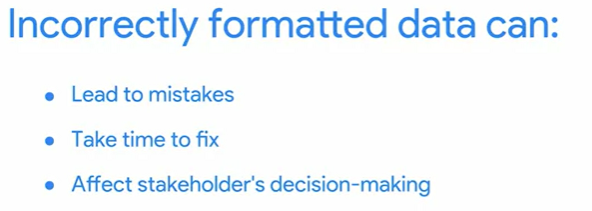 Incorrectly formatted data can:
• Lead to mistakes
• Take time to fix
• Affect stakeholder's decision-making